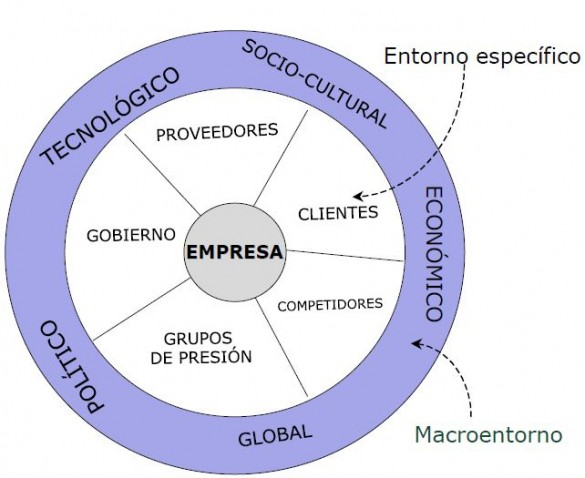 SOCIO-CULTURAL
Entorno específico
TECNOLÓGICO
PROVEEDORES
ECONÓMICO
CLIENTES
GOBIERNO
EMPRESA
COMPETIDORES
GRUPOS
DE PRESIÓN
POLÍTICO
GLOBAL
Macroentorno